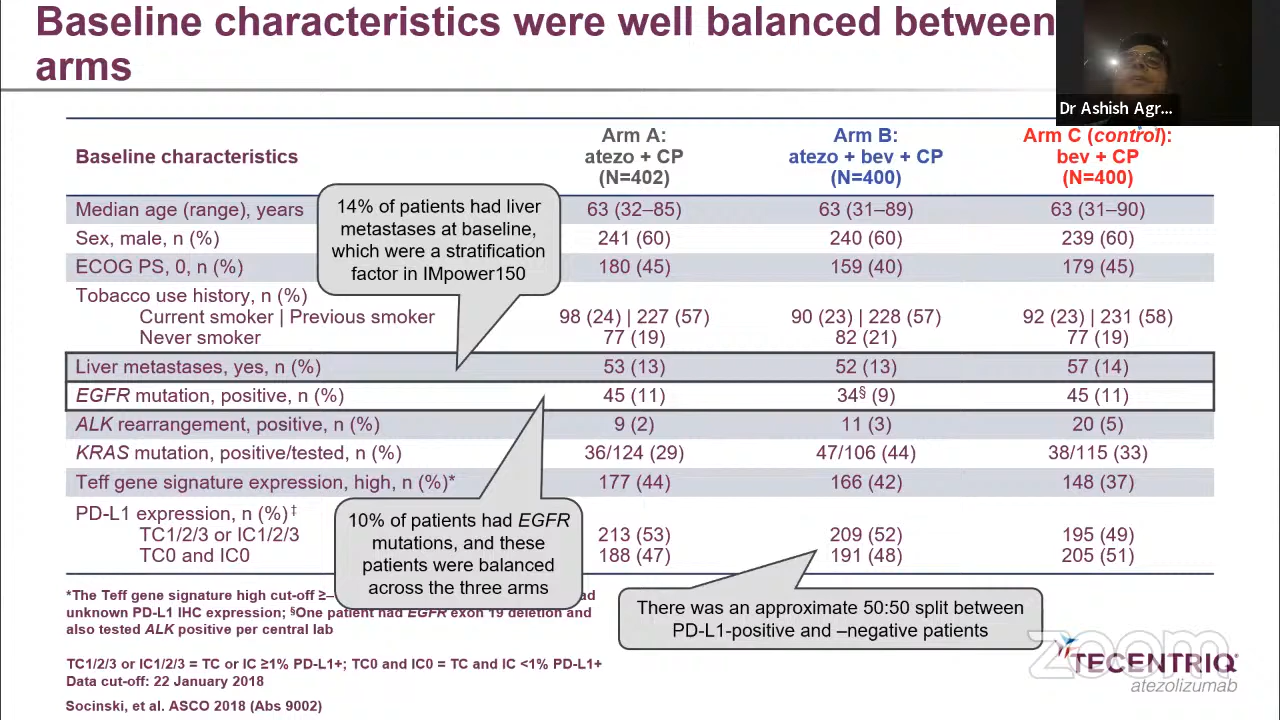 Baseline characteristics were well balanced between
arms
Dr Ashish Agr...
Baseline characteristics
Arm A:
atezo + CP
(N=402)
Arm B:
atezo + bev + CP
(N=400)
Arm C (control):
bev + CP
(N=400)
Median age (range), years 63 (32–85) 63 (31–89) 63 (31–90)
Sex, male, n (%) 241 (60) 240 (60) 239 (60)
ECOG PS, 0, n (%) 180 (45) 159 (40) 179 (45)
Tobacco use history, n (%)
Current smoker | Previous smoker 98 (24) | 227 (57) 90 (23) | 228 (57) 92 (23) | 231 (58)
Never smoker 77 (19) 82 (21) 77 (19)
Liver metastases, yes, n (%) 53 (13) 52 (13) 57 (14)
EGFR mutation, positive, n (%) 45 (11) 34§ (9) 45 (11)
ALK rearrangement, positive, n (%) 9 (2) 11 (3) 20 (5)
KRAS mutation, positive/tested, n (%) 36/124 (29) 47/106 (44) 38/115 (33)
Teff gene signature expression, high, n (%)* 177 (44) 166 (42) 148 (37)
PD-L1 expression, n (%)‡
TC1/2/3 or IC1/2/3 213 (53) 209 (52) 195 (49)
TC0 and IC0 188 (47) 191 (48) 205 (51)
14% of patients had liver
metastases at baseline,
which were a stratification
factor in IMpower150
10% of patients had EGFR
mutations, and these
patients were balanced
across the three arms
There was an approximate 50:50 split between
PD-L1-positive and –negative patients
*The Teff gene signature high cut-off ≥–
unknown PD-L1 IHC expression; §One patient had EGFR exon 19 deletion and
also tested ALK positive per central lab
TC1/2/3 or IC1/2/3 = TC or IC ≥1% PD-L1+; TC0 and IC0 = TC and IC <1% PD-L1+
Data cut-off: 22 January 2018
Socinski, et al. ASCO 2018 (Abs 9002)
zoom
TECENTRIQ®
atezolizumab